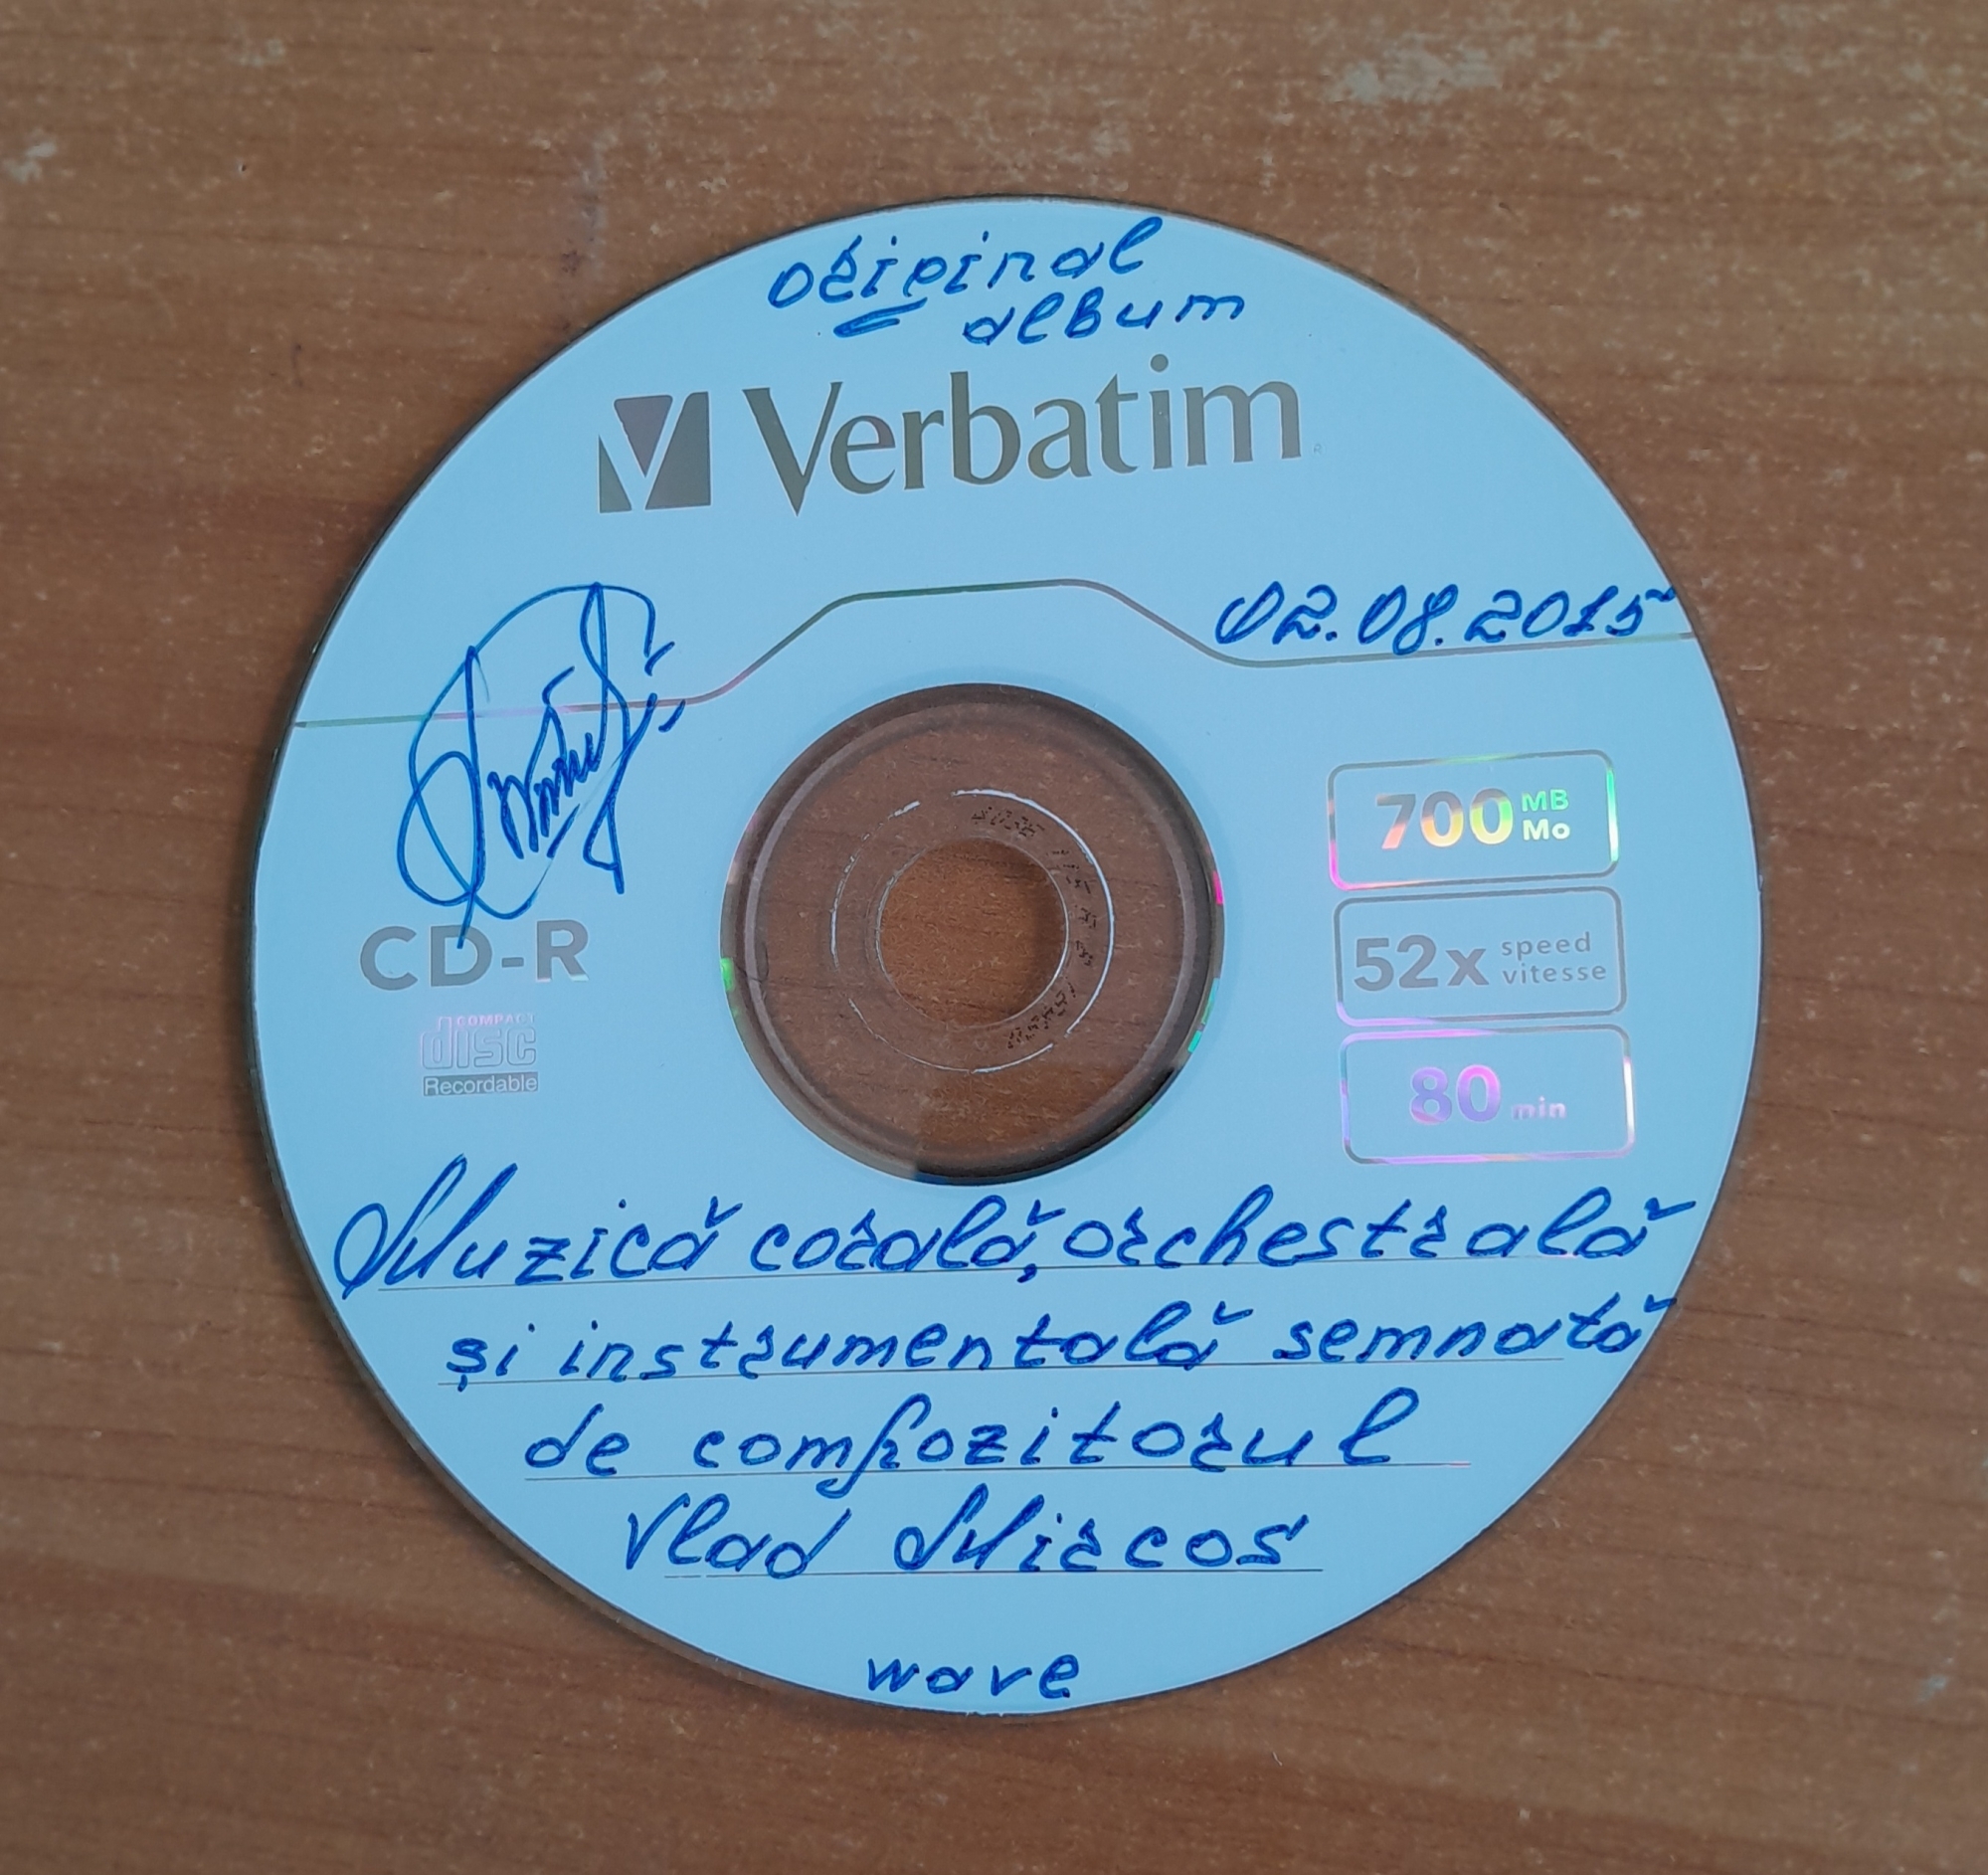 original
album
Verbatim
02.08.2015
700 MB
Mo
52x speed
vitesse
80 min
CD-R
COMPACT
disc
Recordable
Muzică corală, orchestrală
și instrumentală semnată
de compozitorul
Vlad Mircos
wave